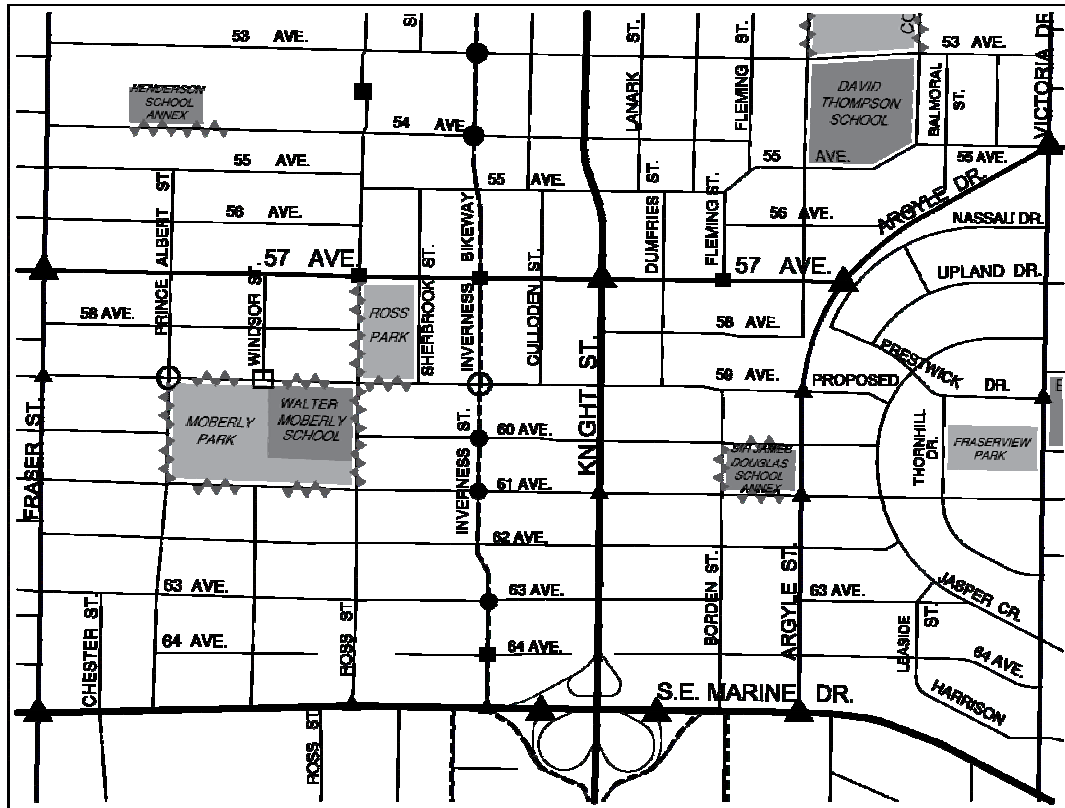 SI
ST.
ST.
CO
53 AVE.
53 AVE.
VICTORIA DR
HENDERSON
SCHOOL
ANNEX
LANARK
FLEMING
DAVID
THOMPSON
SCHOOL
BALMORAL
ST.
54 AVE.
55 AVE.
55 AVE.
55 AVE.
55 AVE.
ARGYLE DR.
PRINCE ALBERT ST
56 AVE.
BIKEWAY
DUMFRIES ST.
FLEMING ST.
56 AVE.
NASSAU DR.
57 AVE.
57 AVE.
UPLAND DR.
WINDSOR ST.
SHERBROOK ST.
INVERNESS
CULLODEN ST.
58 AVE.
ROSS
PARK
58 AVE.
PRESTWICK
DR.
59 AVE.
PROPOSED
FRASER ST.
MOBERLY
PARK
WALTER
MOBERLY
SCHOOL
INVERNESS ST.
KNIGHT ST.
60 AVE.
SIR JAMES
DOUGLAS
SCHOOL
ANNEX
THORNHILL
DR.
FRASERVIEW
PARK
E
61 AVE.
62 AVE.
63 AVE.
63 AVE.
63 AVE.
JASPER CR.
CHESTER ST.
ROSS ST.
BORDEN ST.
ARGYLE ST.
LEASIDE
ST.
64 AVE.
64 AVE.
64 AVE.
HARRISON
S.E. MARINE DR.
ROSS ST.